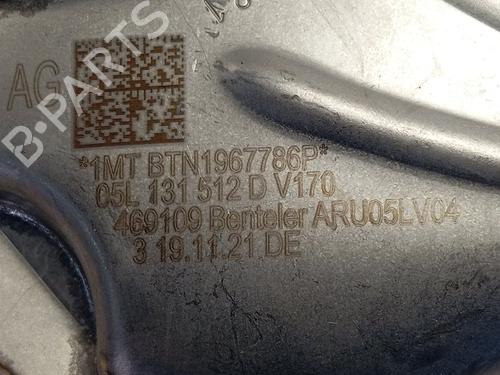 AG
*1MT BTN1967786P*
05L 131 512 D V170
469109 Benteler ARU05LV04
3 19.11.21 DE
B-PARTS